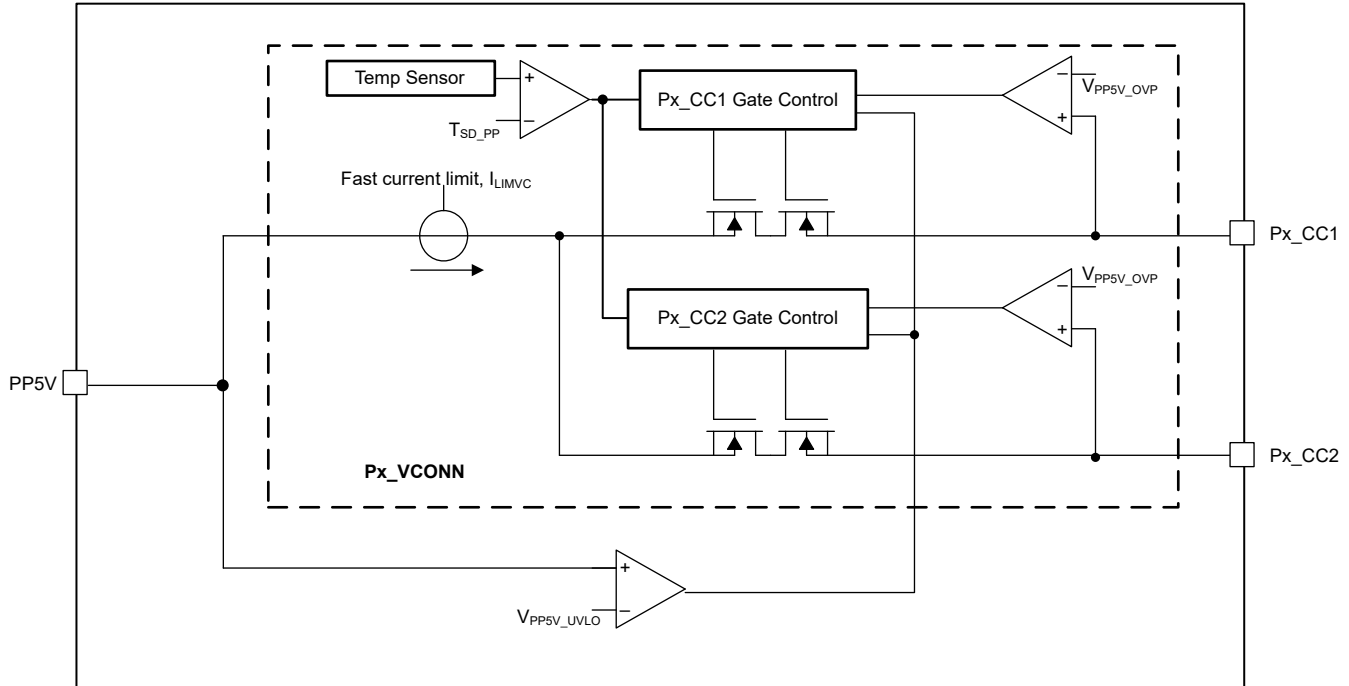 Temp Sensor
+
−
T_SD_PP
Px_CC1 Gate Control
−
V_PP5V_OVP
+
Fast current limit, I_LIMVC
Px_CC1
−
V_PP5V_OVP
+
Px_CC2 Gate Control
PP5V
Px_CC2
Px_VCONN
+
−
V_PP5V_UVLO